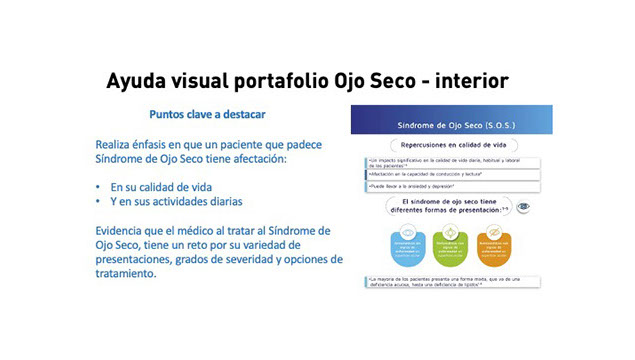 Ayuda visual portafolio Ojo Seco - interior
Puntos clave a destacar
Realiza énfasis en que un paciente que padece
Síndrome de Ojo Seco tiene afectación:
• En su calidad de vida
• Y en sus actividades diarias
Evidencia que el médico al tratar al Síndrome de
Ojo Seco, tiene un reto por su variedad de
presentaciones, grados de severidad y opciones de
tratamiento.
Síndrome de Ojo Seco (S.O.S.)
Repercusiones en calidad de vida
•Un impacto significativo en la calidad de vida diaria, habitual y laboral
de los pacientes
•Afectación en la capacidad de conducción y lectura
•Puede llevar a la ansiedad y depresión
El síndrome de ojo seco tiene
diferentes formas de presentación:
•La mayoría de los pacientes presenta una forma mixta, que va de una
deficiencia acuosa, hasta una deficiencia de lípidos